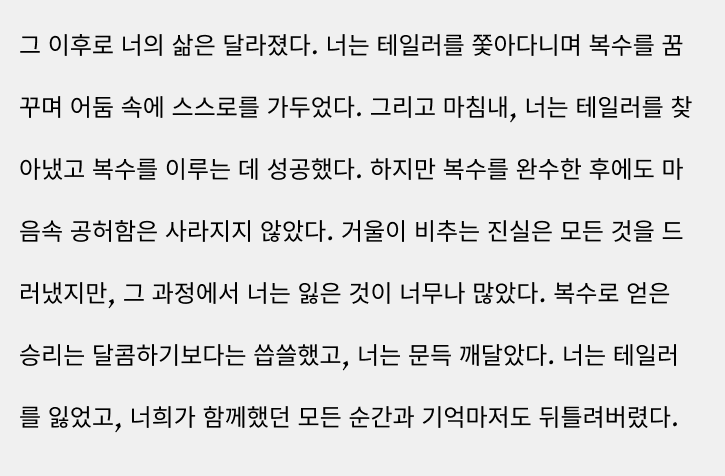 그 이후로 너의 삶은 달라졌다. 너는 테일러를 쫓아다니며 복수를 꿈
꾸며 어둠 속에 스스로를 가두었다. 그리고 마침내, 너는 테일러를 찾
아냈고 복수를 이루는 데 성공했다. 하지만 복수를 완수한 후에도 마
음속 공허함은 사라지지 않았다. 거울이 비추는 진실은 모든 것을 드
러냈지만, 그 과정에서 너는 잃은 것이 너무나 많았다. 복수로 얻은
승리는 달콤하기보다는 씁쓸했고, 너는 문득 깨달았다. 너는 테일러
를 잃었고, 너희가 함께했던 모든 순간과 기억마저도 뒤틀려버렸다.